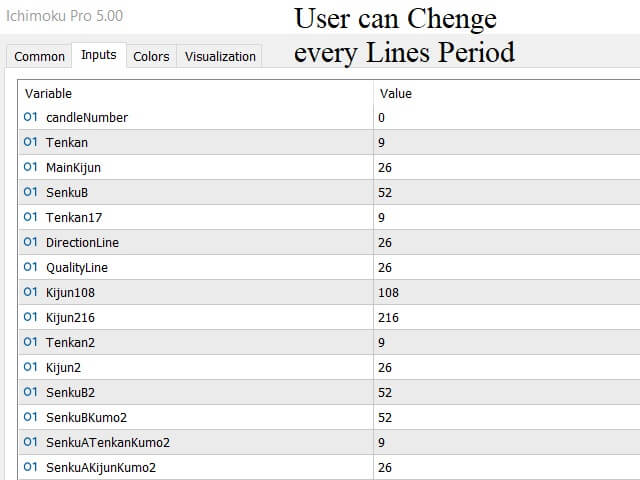 Ichimoku Pro 5.00
User can Chenge
every Lines Period
Common Inputs Colors Visualization
Variable Value
01 candleNumber 0
01 Tenkan 9
01 MainKijun 26
01 SenkuB 52
01 Tenkan17 9
01 DirectionLine 26
01 QualityLine 26
01 Kijun108 108
01 Kijun216 216
01 Tenkan2 9
01 Kijun2 26
01 SenkuB2 52
01 SenkuBKumo2 52
01 SenkuATenkanKumo2 9
01 SenkuAKijunKumo2 26